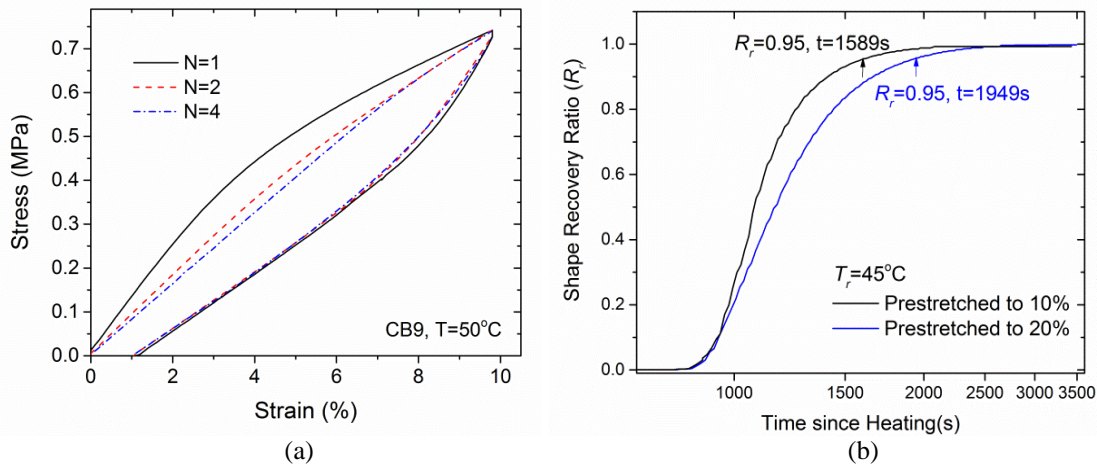 0.7
0.6
0.5
0.4
0.3
0.2
0.1
0.0
0 2 4 6 8 10
Stress (MPa)
Strain (%)
N=1
N=2
N=4
CB9, T=50°C
(a)
1.0
0.8
0.6
0.4
0.2
0.0
1000 1500 2000 2500 3000 3500
Shape Recovery Ratio (Rr)
Time since Heating(s)
Rr=0.95, t=1589s
Rr=0.95, t=1949s
Tr=45°C
Prestretched to 10%
Prestretched to 20%
(b)